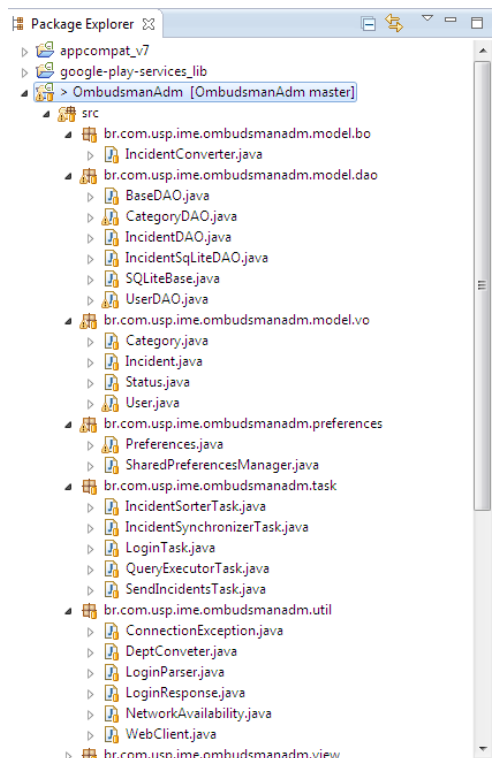 Package Explorer
appcompat_v7
google-play-services_lib
> OmbudsmanAdm [OmbudsmanAdm master]
src
br.com.usp.ime.ombudsmanadm.model.bo
IncidentConverter.java
br.com.usp.ime.ombudsmanadm.model.dao
BaseDAO.java
CategoryDAO.java
IncidentDAO.java
IncidentSqLiteDAO.java
SQLiteBase.java
UserDAO.java
br.com.usp.ime.ombudsmanadm.model.vo
Category.java
Incident.java
Status.java
User.java
br.com.usp.ime.ombudsmanadm.preferences
Preferences.java
SharedPreferencesManager.java
br.com.usp.ime.ombudsmanadm.task
IncidentSorterTask.java
IncidentSynchronizerTask.java
LoginTask.java
QueryExecutorTask.java
SendIncidentsTask.java
br.com.usp.ime.ombudsmanadm.util
ConnectionException.java
DeptConveter.java
LoginParser.java
LoginResponse.java
NetworkAvailability.java
WebClient.java
br.com.usp.ime.ombudsmanadm.view